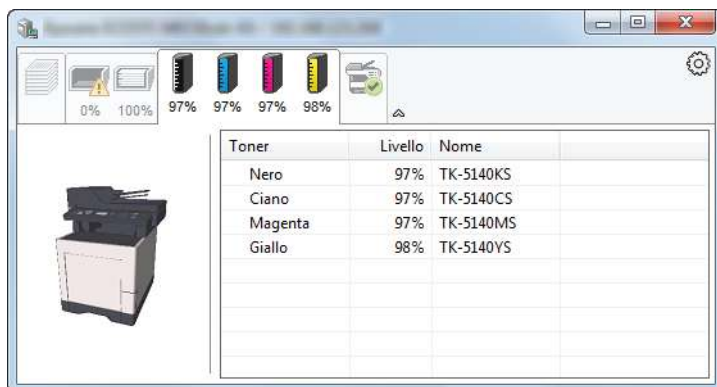 0% 100% 97% 97% 97% 98%
Toner Livello Nome
Nero 97% TK-5140KS
Ciano 97% TK-5140CS
Magenta 97% TK-5140MS
Giallo 98% TK-5140YS